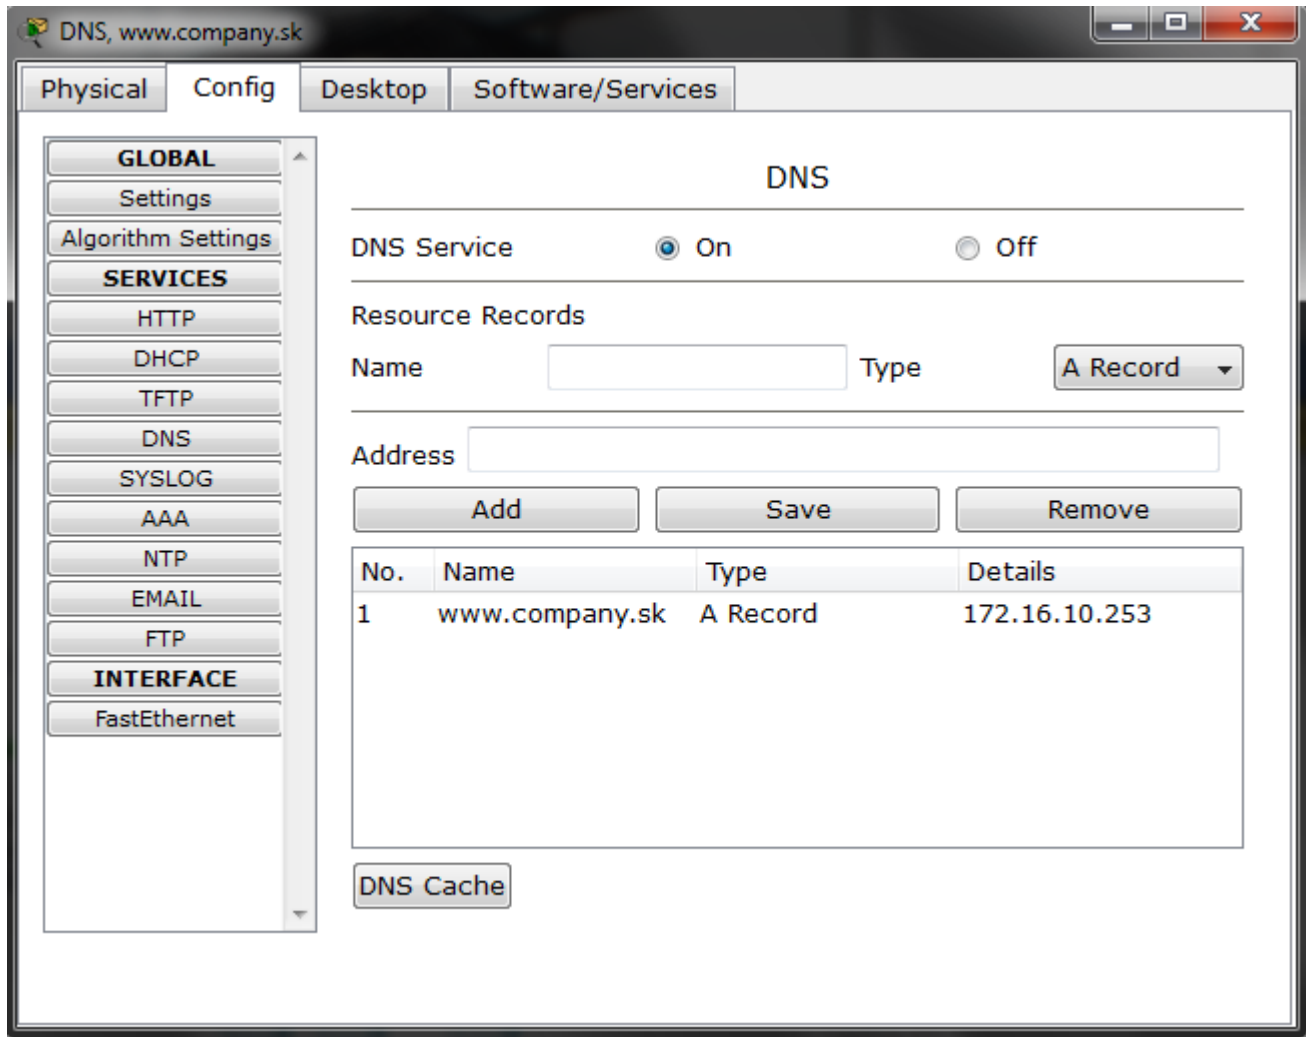 DNS, www.company.sk
Physical Config Desktop Software/Services
GLOBAL
Settings
Algorithm Settings
SERVICES
HTTP
DHCP
TFTP
DNS
SYSLOG
AAA
NTP
EMAIL
FTP
INTERFACE
FastEthernet
DNS
DNS Service On Off
Resource Records
Name Type A Record
Address
Add Save Remove
No. Name Type Details
1 www.company.sk A Record 172.16.10.253
DNS Cache